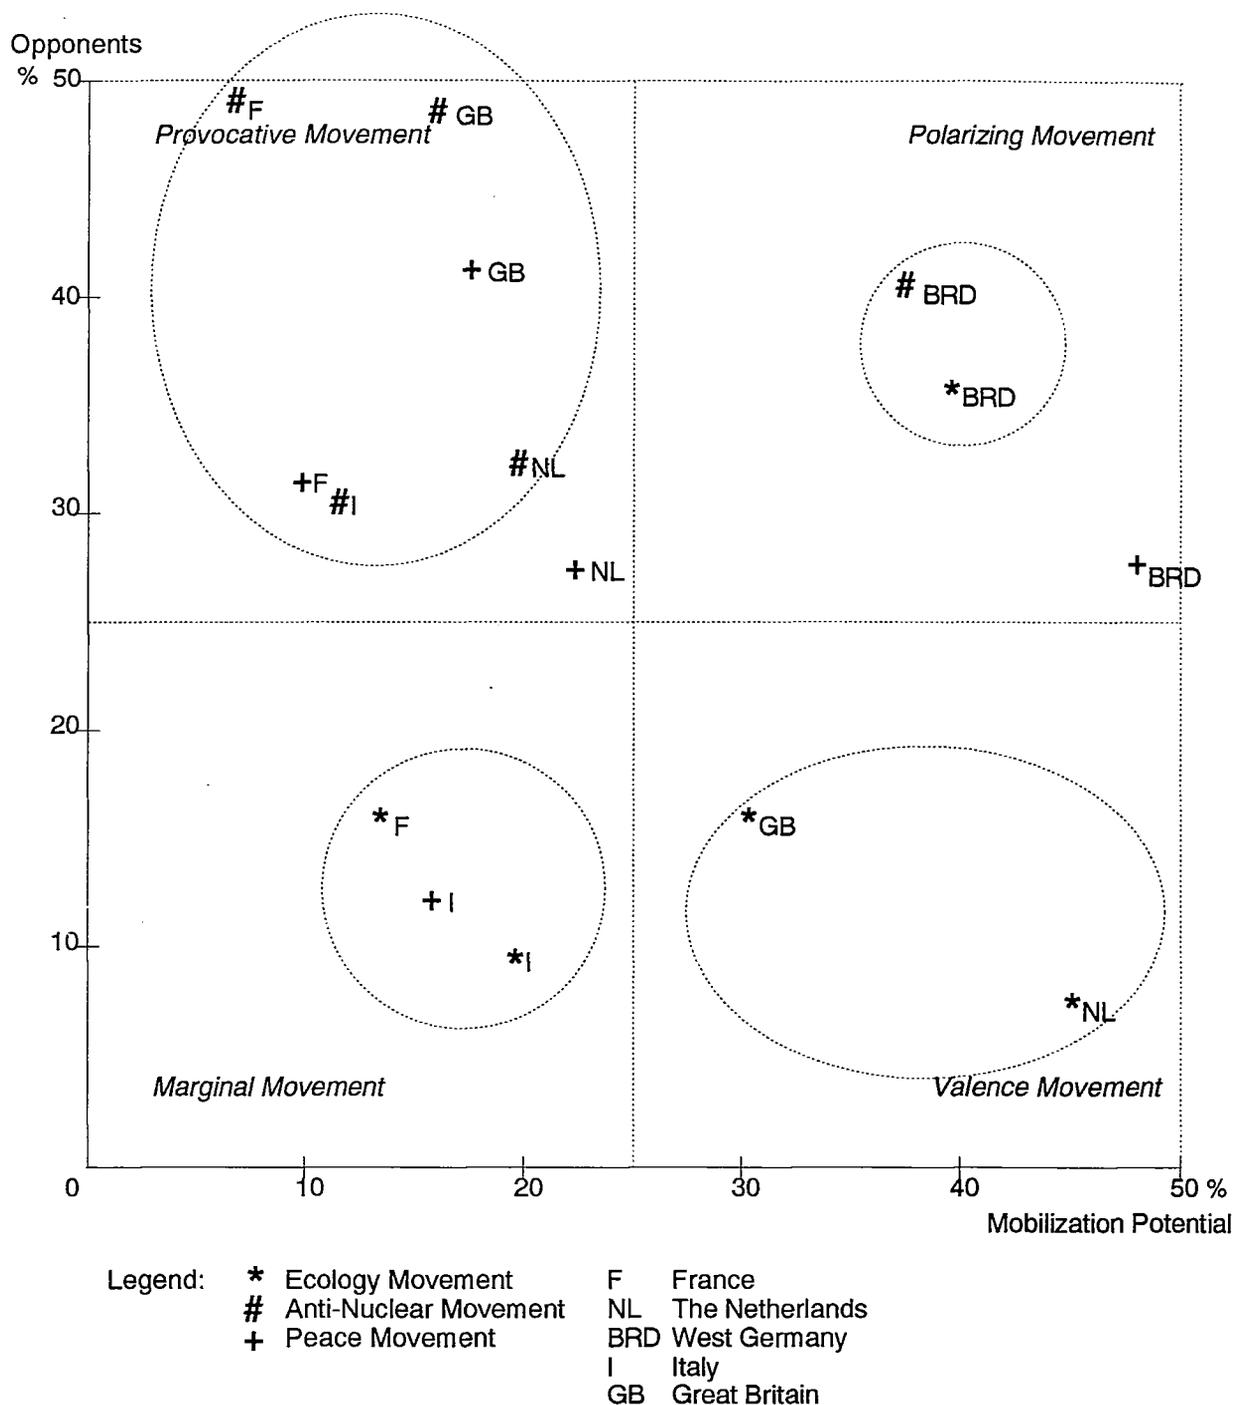 Opponents
% 50
#F
# GB
Provocative Movement
Polarizing Movement
+ GB
40
# BRD
*BRD
+F
#I
#NL
30
+ NL
+BRD
20
*F
*GB
+ I
10
*I
*NL
Marginal Movement
Valence Movement
0 10 20 30 40 50 %
Mobilization Potential
Legend: * Ecology Movement F France
# Anti-Nuclear Movement NL The Netherlands
+ Peace Movement BRD West Germany
I Italy
GB Great Britain